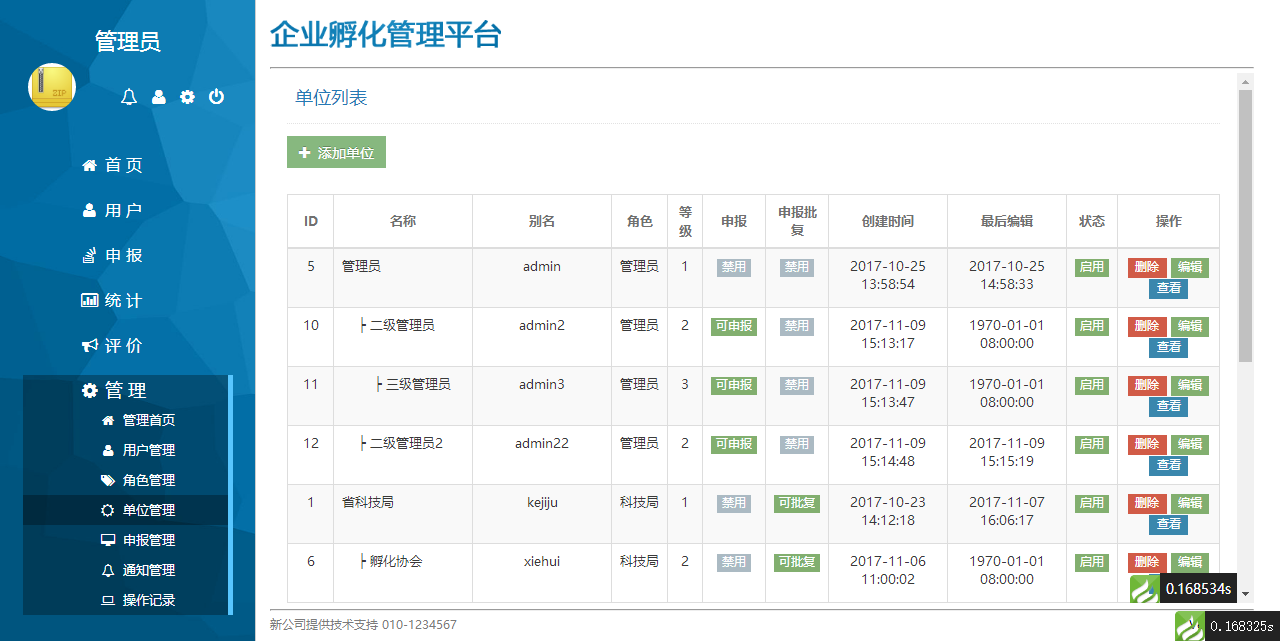 管理员
ZIP
首 页
用 户
申 报
统 计
评 价
管 理
管理首页
用户管理
角色管理
单位管理
申报管理
通知管理
操作记录
企业孵化管理平台
单位列表
添加单位
ID 名称 别名 角色 等级 申报 申报批复 创建时间 最后编辑 状态 操作
5 管理员 admin 管理员 1 禁用 禁用 2017-10-25 13:58:54 2017-10-25 14:58:33 启用 删除 编辑 查看
10 ├ 二级管理员 admin2 管理员 2 可申报 禁用 2017-11-09 15:13:17 1970-01-01 08:00:00 启用 删除 编辑 查看
11 ├ 三级管理员 admin3 管理员 3 可申报 禁用 2017-11-09 15:13:47 1970-01-01 08:00:00 启用 删除 编辑 查看
12 ├ 二级管理员2 admin22 管理员 2 可申报 禁用 2017-11-09 15:14:48 2017-11-09 15:15:19 启用 删除 编辑 查看
1 省科技局 kejiju 科技局 1 禁用 可批复 2017-10-23 14:12:18 2017-11-07 16:06:17 启用 删除 编辑 查看
6 ├ 孵化协会 xiehui 科技局 2 禁用 可批复 2017-11-06 11:00:02 1970-01-01 08:00:00 启用 删除 编辑
0.168534s
新公司提供技术支持 010-1234567
0.168325s